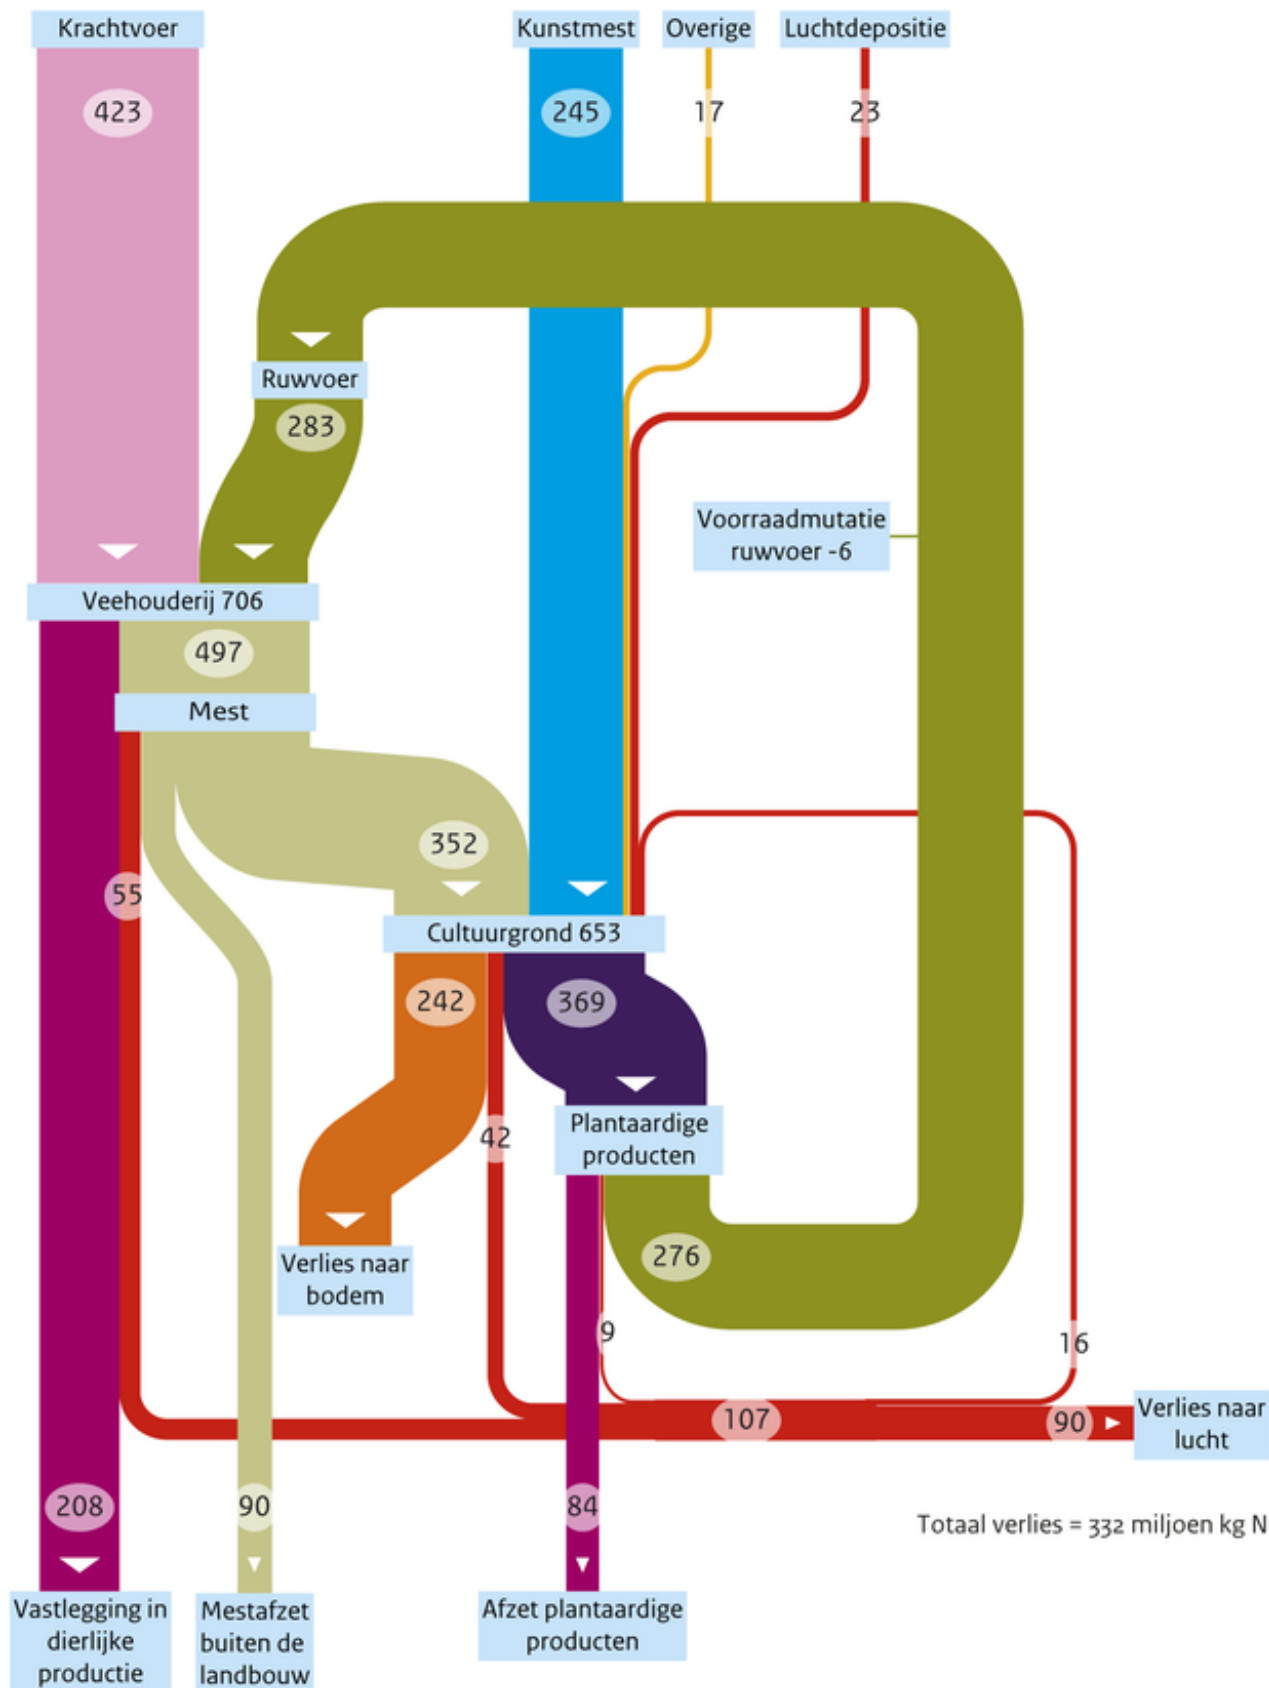 Krachtvoer
Kunstmest
Overige
Luchtdepositie
423
245
17
23
Ruwvoer
283
Voorraadmutatie
ruwvoer -6
Veehouderij 706
497
Mest
352
55
Cultuurgrond 653
242
369
Plantaardige
producten
42
276
Verlies naar
bodem
9
16
107
90
Verlies naar
lucht
208
90
84
Totaal verlies = 332 miljoen kg N
Vastlegging in
dierlijke
productie
Mestafzet
buiten de
landbouw
Afzet plantaardige
producten